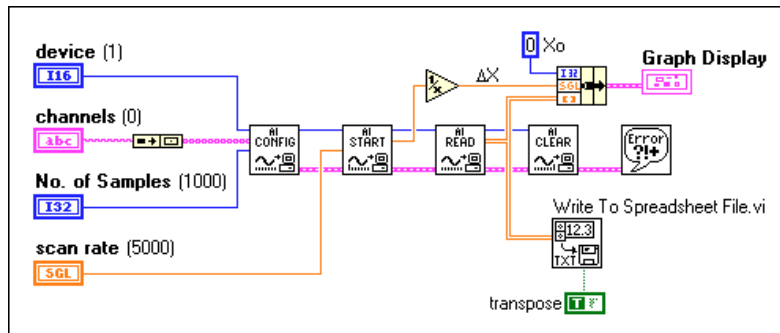 device (1)
I16
channels (0)
abc
No. of Samples (1000)
I32
scan rate (5000)
SGL
AI
CONFIG
AI
START
1/x
ΔX
0 Xo
I32
SGL
Graph Display
AI
READ
AI
CLEAR
Error
?!+
Write To Spreadsheet File.vi
12.3
TXT
transpose
T F